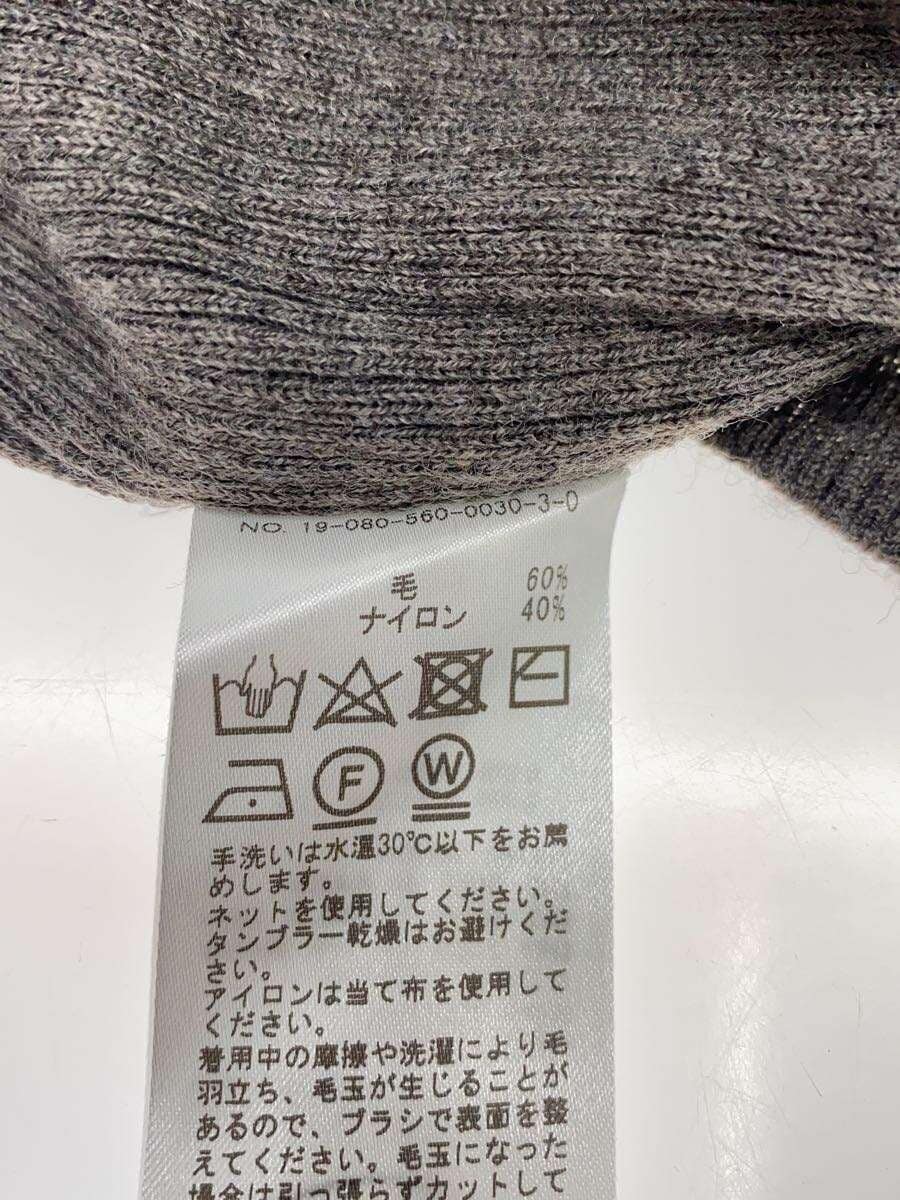 NO. 19-080-560-0030-3-0
毛 60%
ナイロン 40%
F W
手洗いは水温30℃以下をお薦
めします。
ネットを使用してください。
タンブラー乾燥はお避けくだ
さい。
アイロンは当て布を使用して
ください。
着用中の摩擦や洗濯により毛
羽立ち、毛玉が生じることが
あるので、ブラシで表面を整
えてください。毛玉になった
場合は引っ張らずカットして